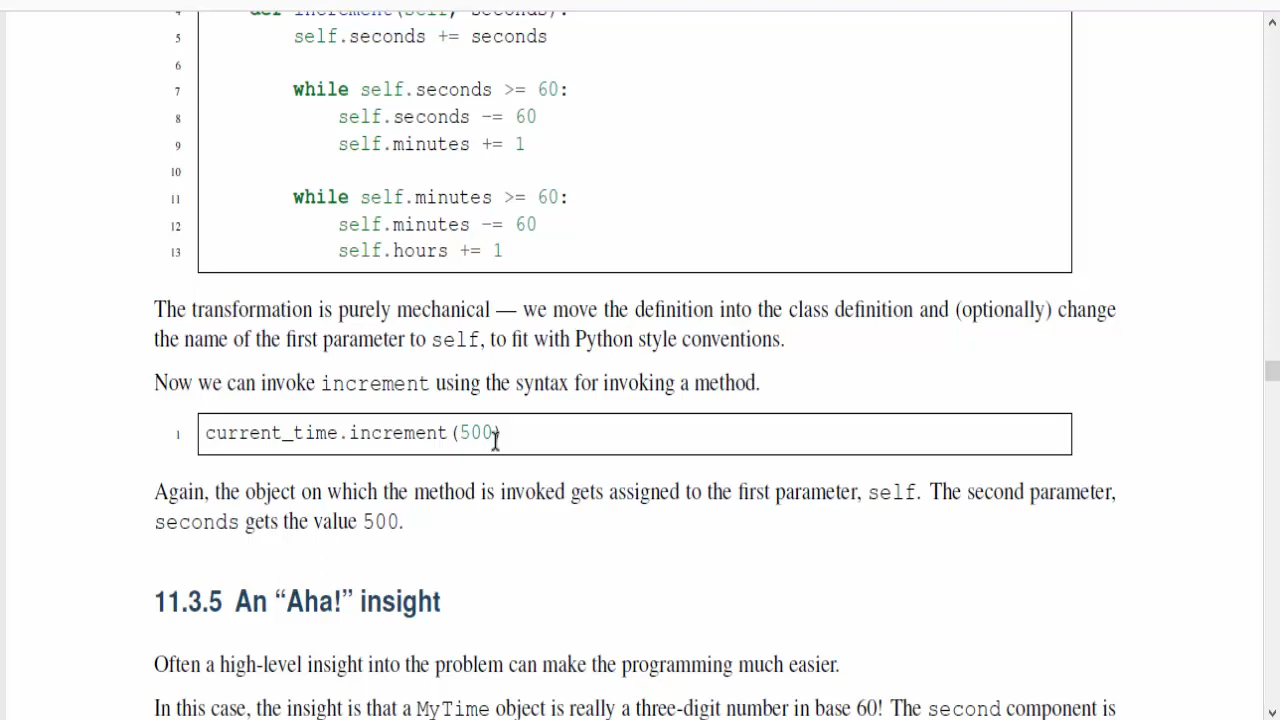 4 def increment(self, seconds):
5 self.seconds += seconds
6
7 while self.seconds >= 60:
8 self.seconds -= 60
9 self.minutes += 1
10
11 while self.minutes >= 60:
12 self.minutes -= 60
13 self.hours += 1
The transformation is purely mechanical — we move the definition into the class definition and (optionally) change
the name of the first parameter to self, to fit with Python style conventions.
Now we can invoke increment using the syntax for invoking a method.
1 current_time.increment(500)
Again, the object on which the method is invoked gets assigned to the first parameter, self. The second parameter,
seconds gets the value 500.
11.3.5 An “Aha!” insight
Often a high-level insight into the problem can make the programming much easier.
In this case, the insight is that a MyTime object is really a three-digit number in base 60! The second component is